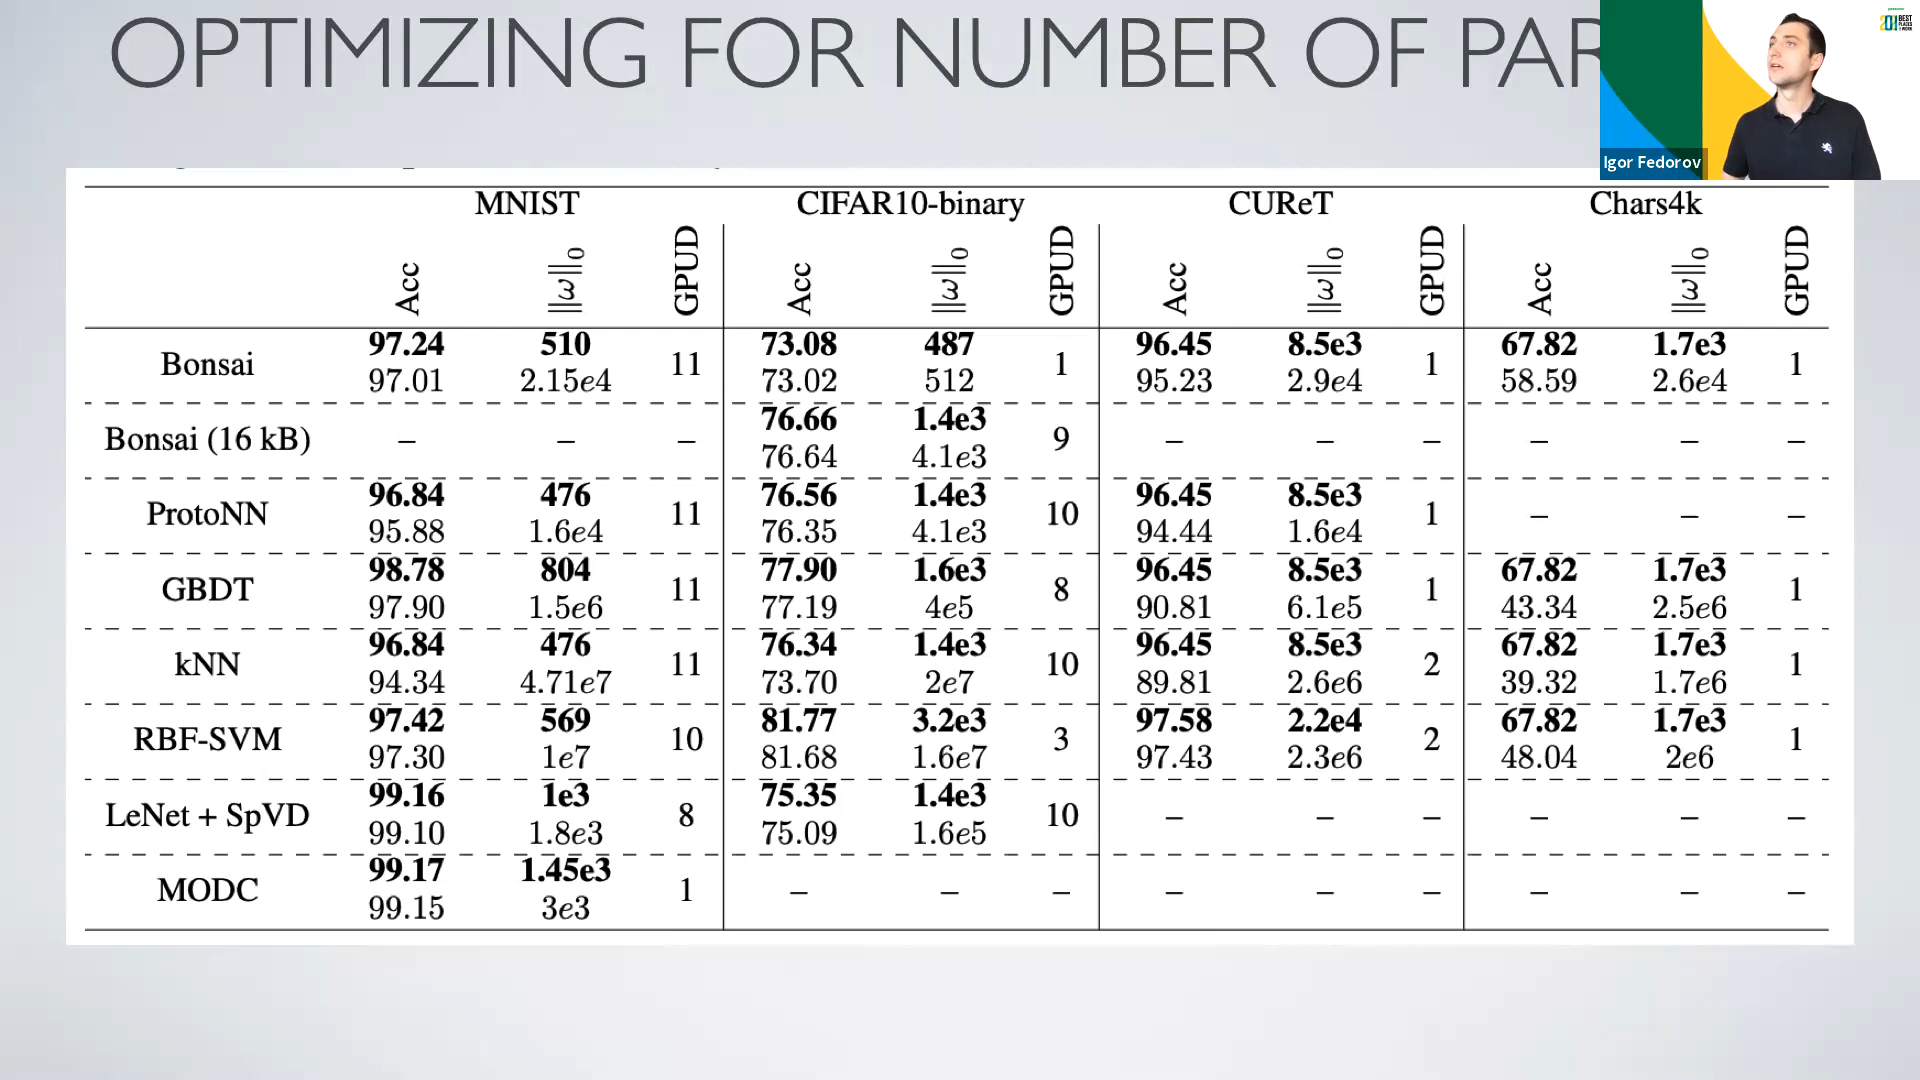 OPTIMIZING FOR NUMBER OF PAR
Igor Fedorov
BEST
MNIST CIFAR10-binary CUReT Chars4k
Acc ‖ω‖₀ GPUD Acc ‖ω‖₀ GPUD Acc ‖ω‖₀ GPUD Acc ‖ω‖₀ GPUD
97.24 510 73.08 487 96.45 8.5e3 67.82 1.7e3
Bonsai 11 1 1 1
97.01 2.15e4 73.02 512 95.23 2.9e4 58.59 2.6e4
76.66 1.4e3
Bonsai (16 kB) – – – 9 – – – – – –
76.64 4.1e3
96.84 476 76.56 1.4e3 96.45 8.5e3
ProtoNN 11 10 1 – – –
95.88 1.6e4 76.35 4.1e3 94.44 1.6e4
98.78 804 77.90 1.6e3 96.45 8.5e3 67.82 1.7e3
GBDT 11 8 1 1
97.90 1.5e6 77.19 4e5 90.81 6.1e5 43.34 2.5e6
96.84 476 76.34 1.4e3 96.45 8.5e3 67.82 1.7e3
kNN 11 10 2 1
94.34 4.71e7 73.70 2e7 89.81 2.6e6 39.32 1.7e6
97.42 569 81.77 3.2e3 97.58 2.2e4 67.82 1.7e3
RBF-SVM 10 3 2 1
97.30 1e7 81.68 1.6e7 97.43 2.3e6 48.04 2e6
99.16 1e3 75.35 1.4e3
LeNet + SpVD 8 10 – – – – – –
99.10 1.8e3 75.09 1.6e5
99.17 1.45e3
MODC 1 – – – – – – – – –
99.15 3e3